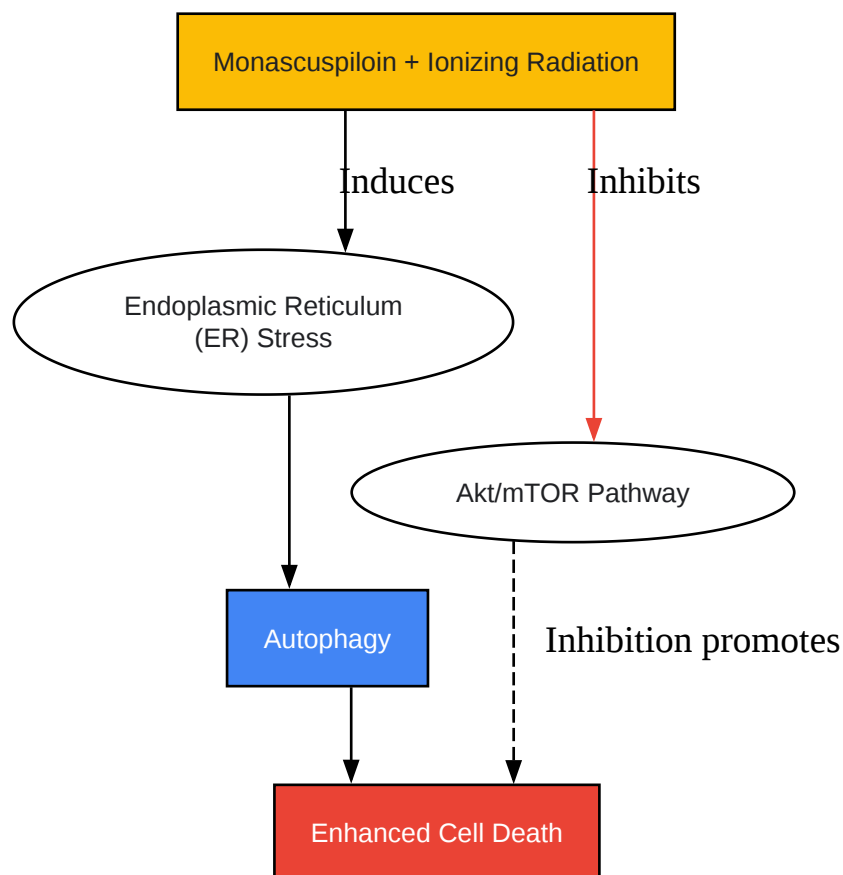 Monascuspiloin + Ionizing Radiation
Induces
Inhibits
Endoplasmic Reticulum
(ER) Stress
Akt/mTOR Pathway
Autophagy
Inhibition promotes
Enhanced Cell Death